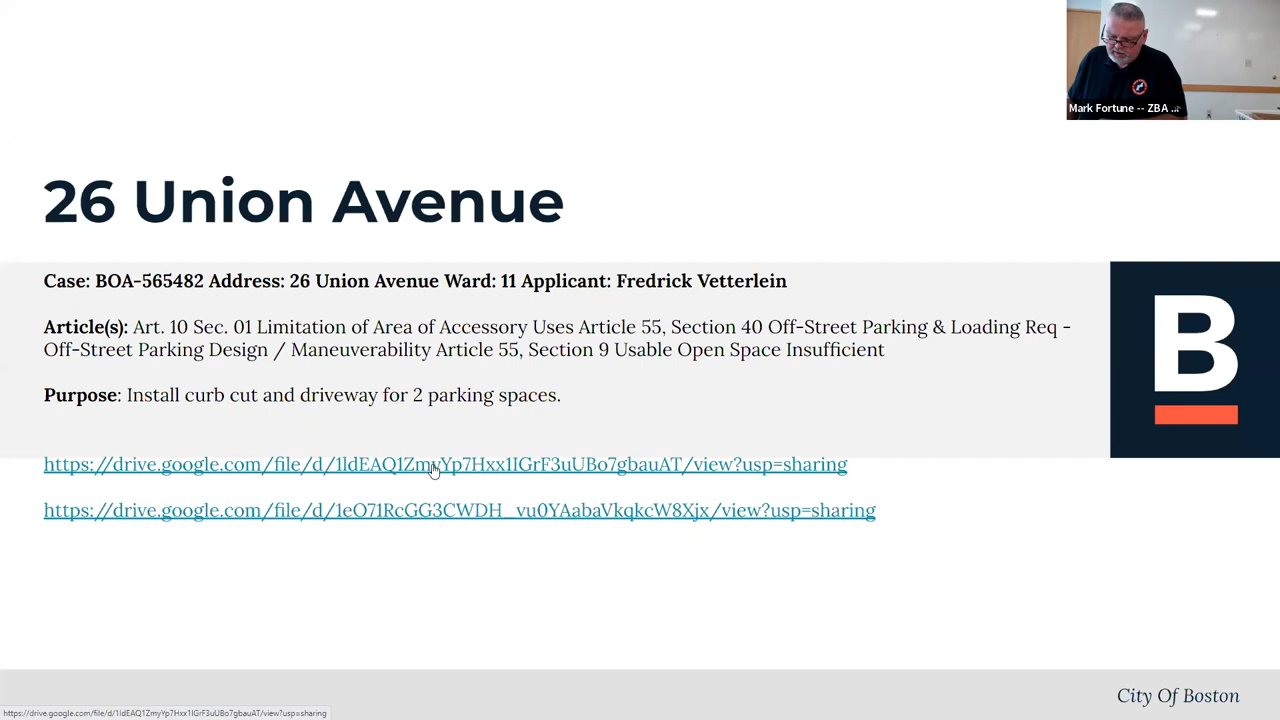 Mark Fortune -- ZBA ...
26 Union Avenue
Case: BOA-565482 Address: 26 Union Avenue Ward: 11 Applicant: Fredrick Vetterlein
Article(s): Art. 10 Sec. 01 Limitation of Area of Accessory Uses Article 55, Section 40 Off-Street Parking & Loading Req -
Off-Street Parking Design / Maneuverability Article 55, Section 9 Usable Open Space Insufficient
Purpose: Install curb cut and driveway for 2 parking spaces.
B
https://drive.google.com/file/d/1ldEAQ1ZmyYp7Hxx1IGrF3uUBo7gbauAT/view?usp=sharing
https://drive.google.com/file/d/1eO71RcGG3CWDH_vu0YAabaVkqkcW8Xjx/view?usp=sharing
City Of Boston
https://drive.google.com/file/d/1ldEAQ1ZmyYp7Hxx1IGrF3uUBo7gbauAT/view?usp=sharing